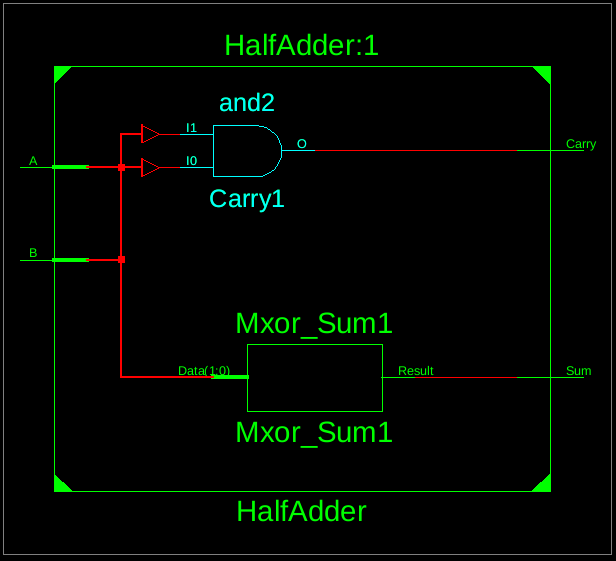 HalfAdder:1
and2
I1
A
I0
O
Carry
Carry1
B
Mxor_Sum1
Data(1:0)
Result
Sum
Mxor_Sum1
HalfAdder